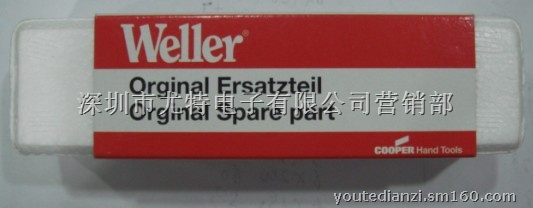 Weller®
Orginal Ersatzteil
深圳市尤特电子有限公司营销部
Orginal Spare part
COOPER Hand Tools
youtedianzi.sm160.com